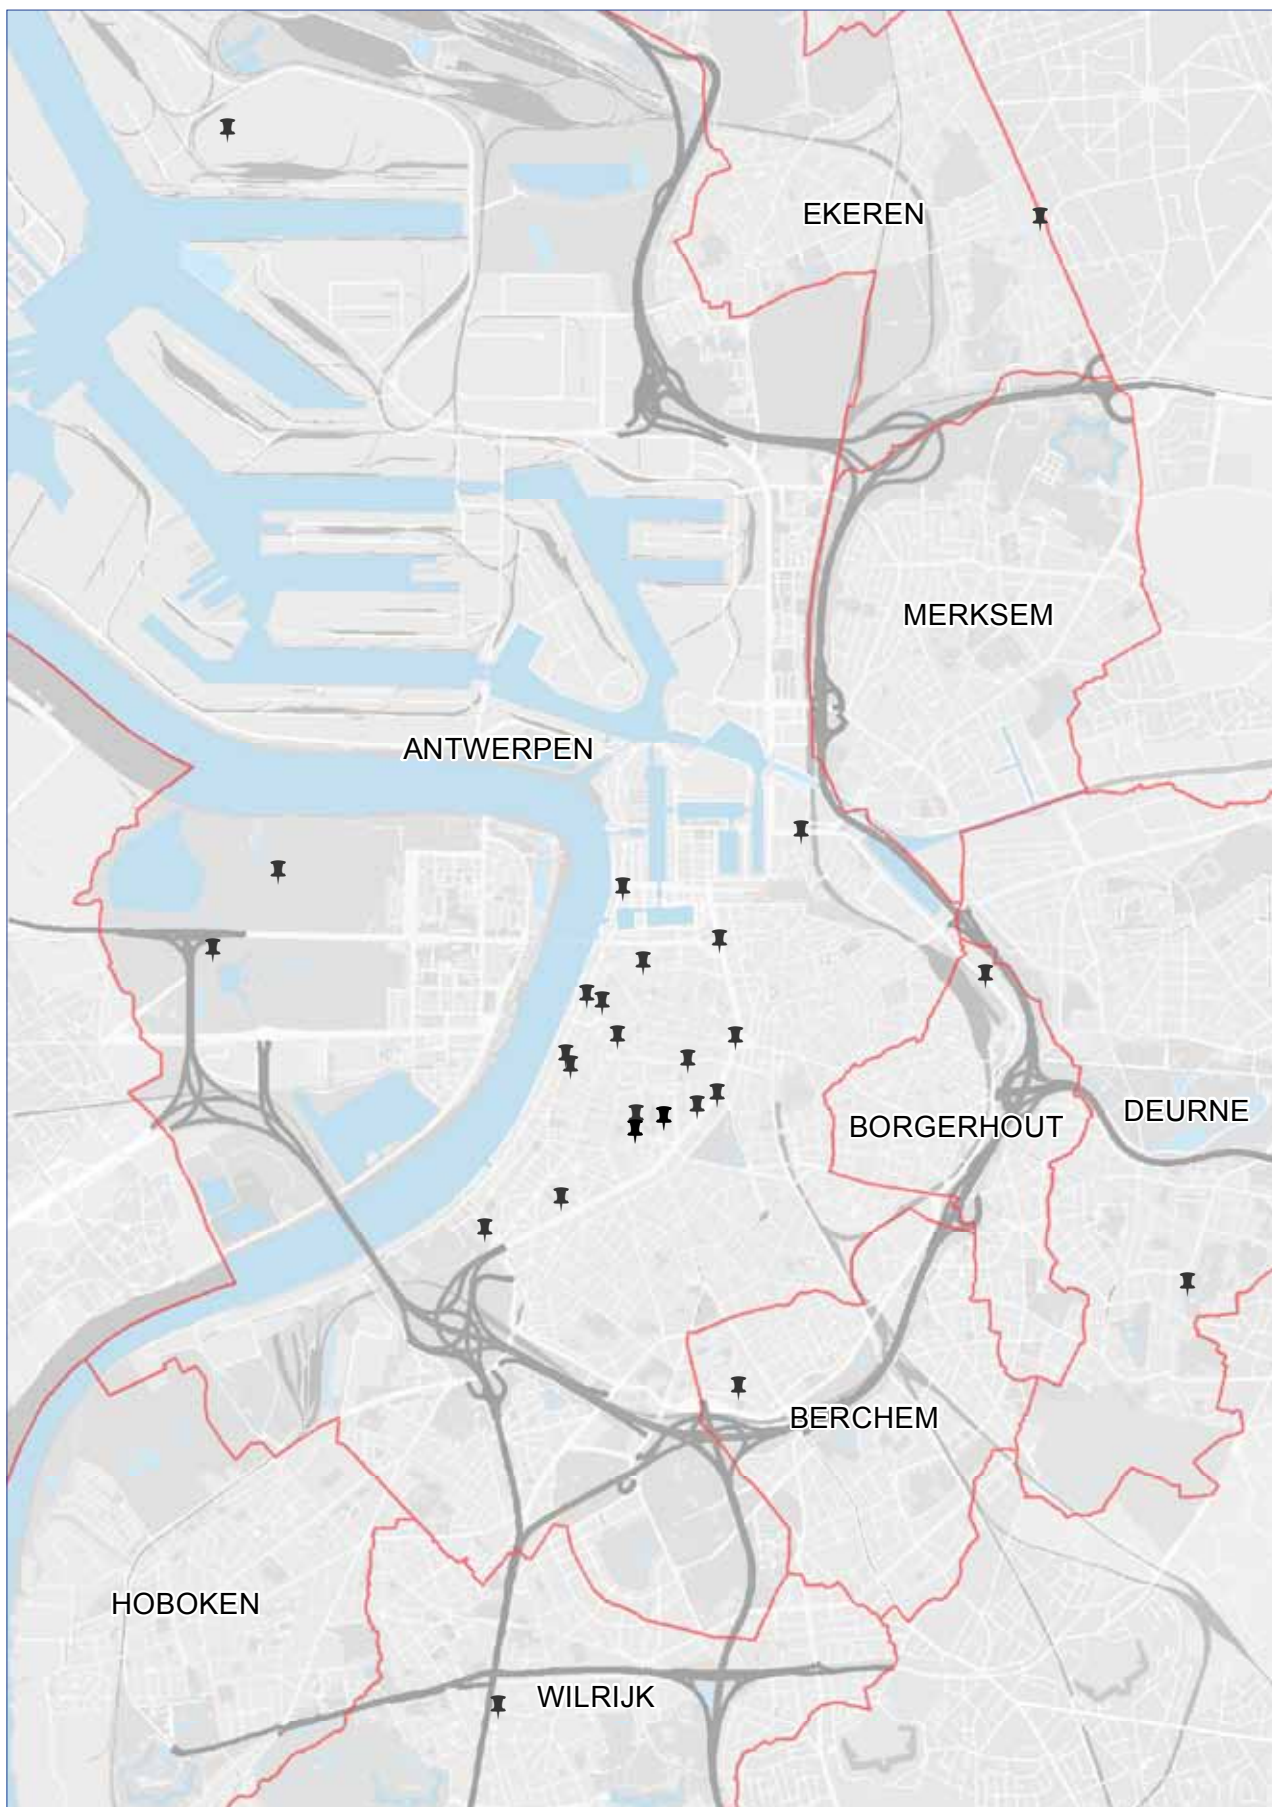 EKEREN
MERKSEM
ANTWERPEN
DEURNE
BORGERHOUT
BERCHEM
HOBOKEN
WILRIJK